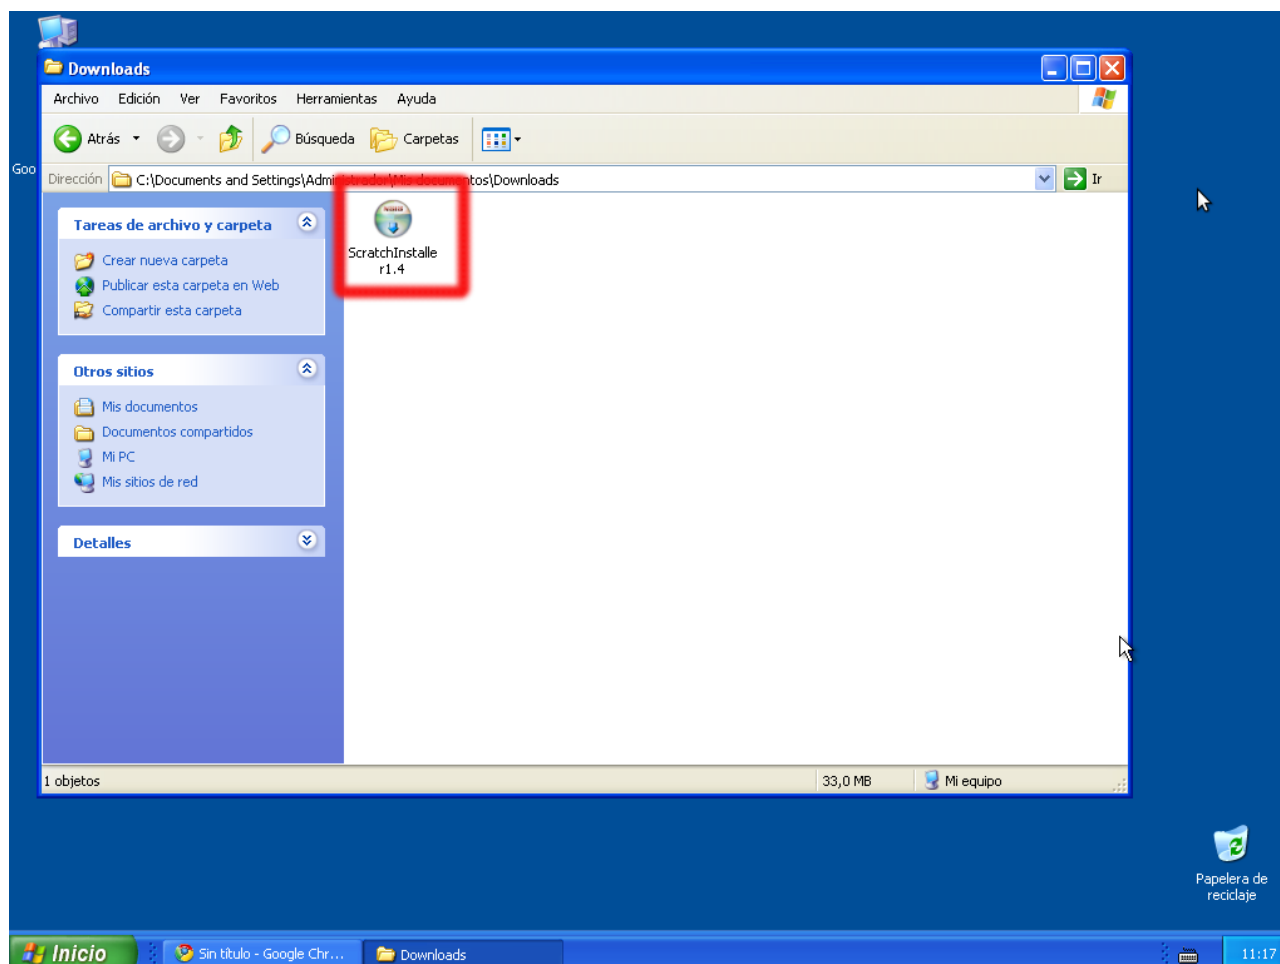 Downloads
Archivo Edición Ver Favoritos Herramientas Ayuda
Atrás Búsqueda Carpetas
Goo
Dirección C:\Documents and Settings\Administrador\Mis documentos\Downloads Ir
Tareas de archivo y carpeta
Crear nueva carpeta
Publicar esta carpeta en Web
Compartir esta carpeta
ScratchInstalle
r1.4
Otros sitios
Mis documentos
Documentos compartidos
Mi PC
Mis sitios de red
Detalles
1 objetos 33,0 MB Mi equipo
Papelera de
reciclaje
Inicio Sin título - Google Chr... Downloads 11:17